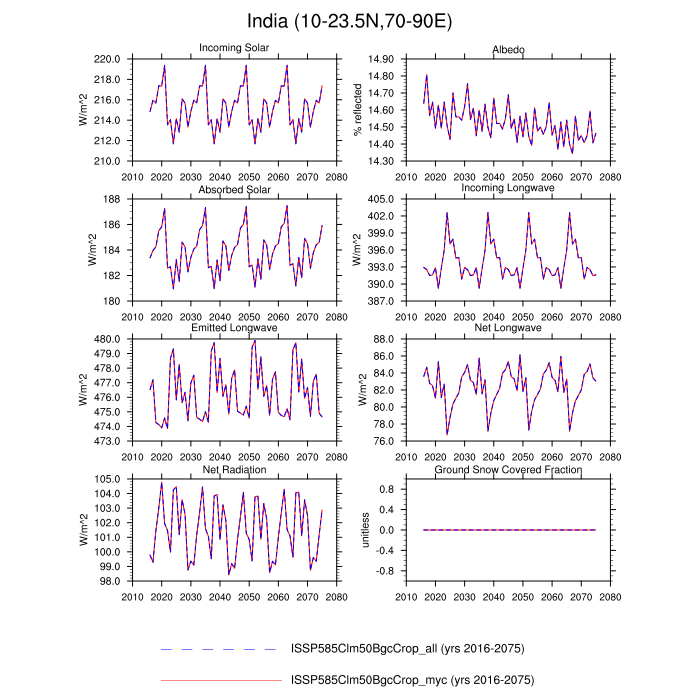 India (10-23.5N,70-90E)
Incoming Solar
W/m^2
220.0
218.0
216.0
214.0
212.0
210.0
2010 2020 2030 2040 2050 2060 2070 2080
Albedo
% reflected
14.90
14.80
14.70
14.60
14.50
14.40
14.30
2010 2020 2030 2040 2050 2060 2070 2080
Absorbed Solar
W/m^2
188
186
184
182
180
2010 2020 2030 2040 2050 2060 2070 2080
Incoming Longwave
W/m^2
405.0
402.0
399.0
396.0
393.0
390.0
387.0
2010 2020 2030 2040 2050 2060 2070 2080
Emitted Longwave
W/m^2
480.0
479.0
478.0
477.0
476.0
475.0
474.0
473.0
2010 2020 2030 2040 2050 2060 2070 2080
Net Longwave
W/m^2
88.0
86.0
84.0
82.0
80.0
78.0
76.0
2010 2020 2030 2040 2050 2060 2070 2080
Net Radiation
W/m^2
105.0
104.0
103.0
102.0
101.0
100.0
99.0
98.0
2010 2020 2030 2040 2050 2060 2070 2080
Ground Snow Covered Fraction
unitless
0.8
0.4
0.0
-0.4
-0.8
2010 2020 2030 2040 2050 2060 2070 2080
ISSP585Clm50BgcCrop_all (yrs 2016-2075)
ISSP585Clm50BgcCrop_myc (yrs 2016-2075)